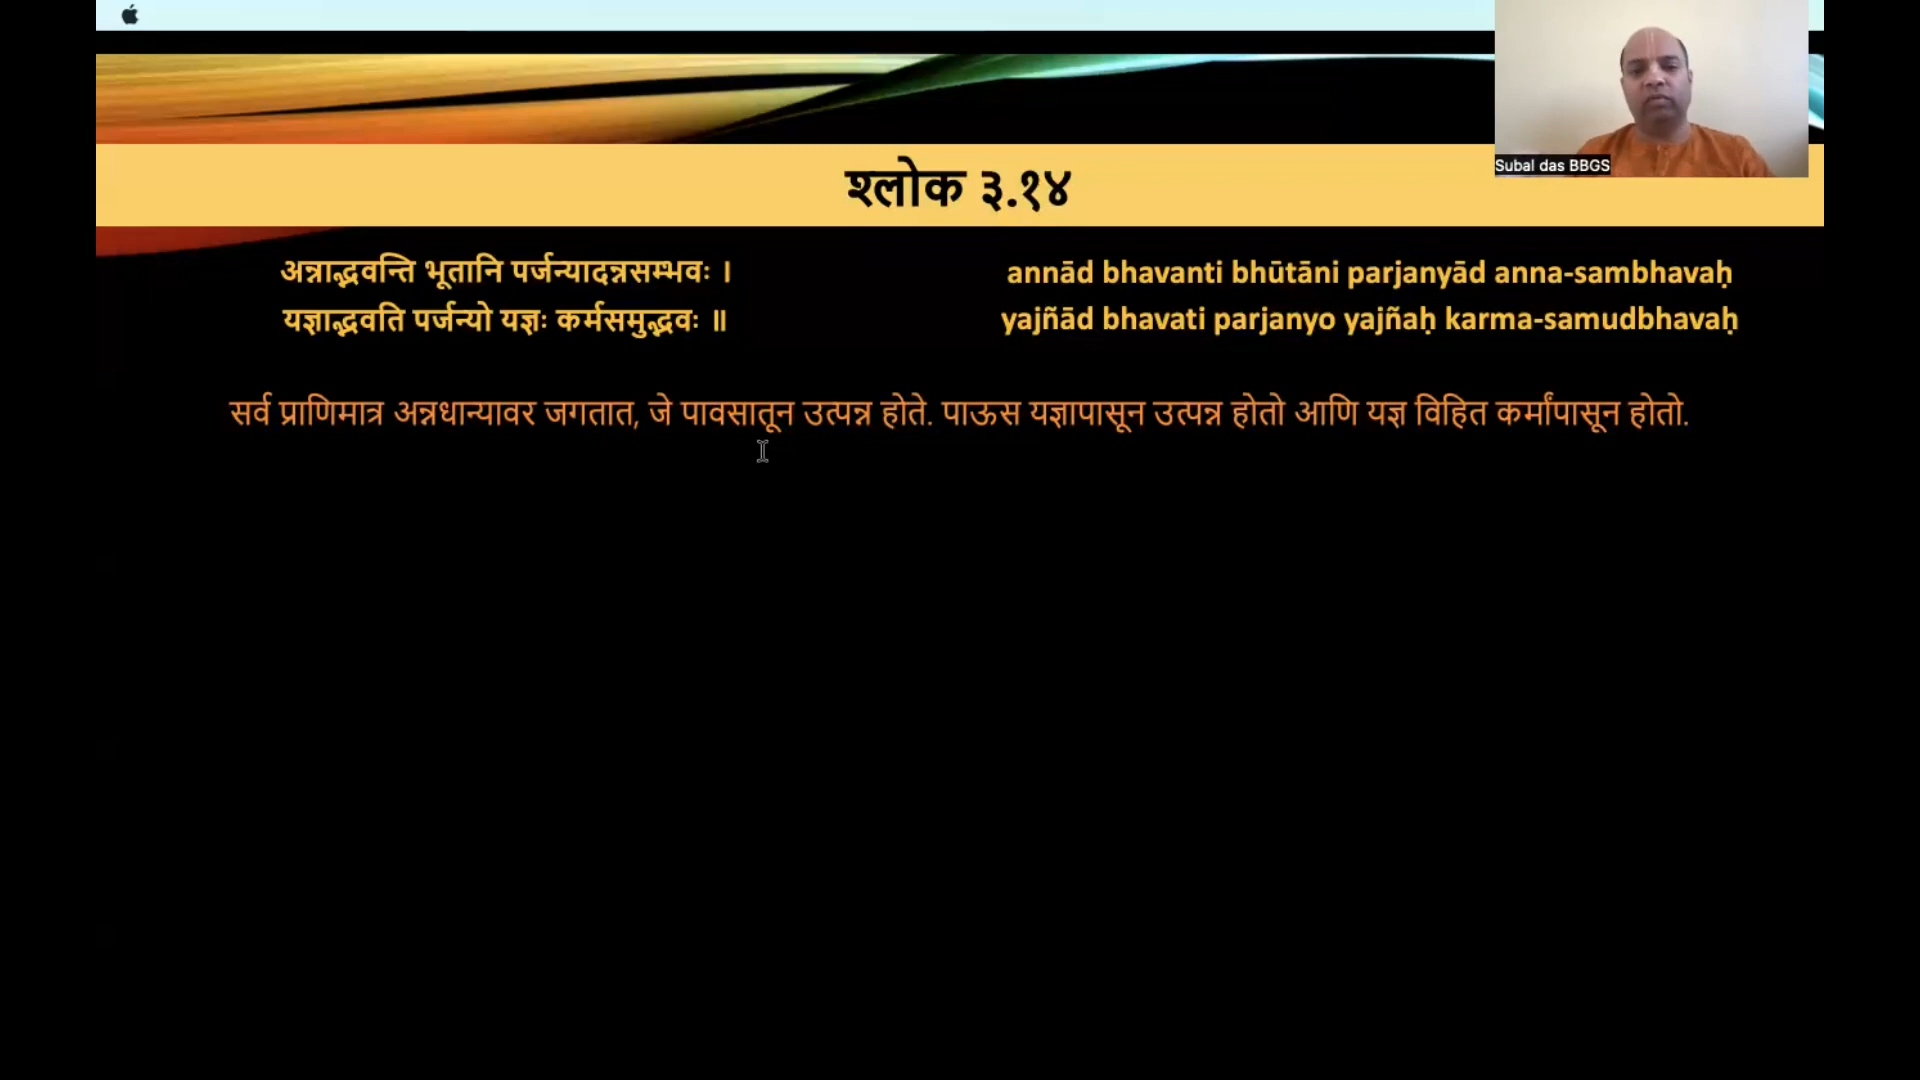 श्लोक ३.१४
Subal das BBGS
अन्नाद्भवन्ति भूतानि पर्जन्यादन्नसम्भवः ।
यज्ञाद्भवति पर्जन्यो यज्ञः कर्मसमुद्भवः ॥
annād bhavanti bhūtāni parjanyād anna-sambhavaḥ
yajñād bhavati parjanyo yajñaḥ karma-samudbhavaḥ
सर्व प्राणिमात्र अन्नधान्यावर जगतात, जे पावसातून उत्पन्न होते. पाऊस यज्ञापासून उत्पन्न होतो आणि यज्ञ विहित कर्मांपासून होतो.